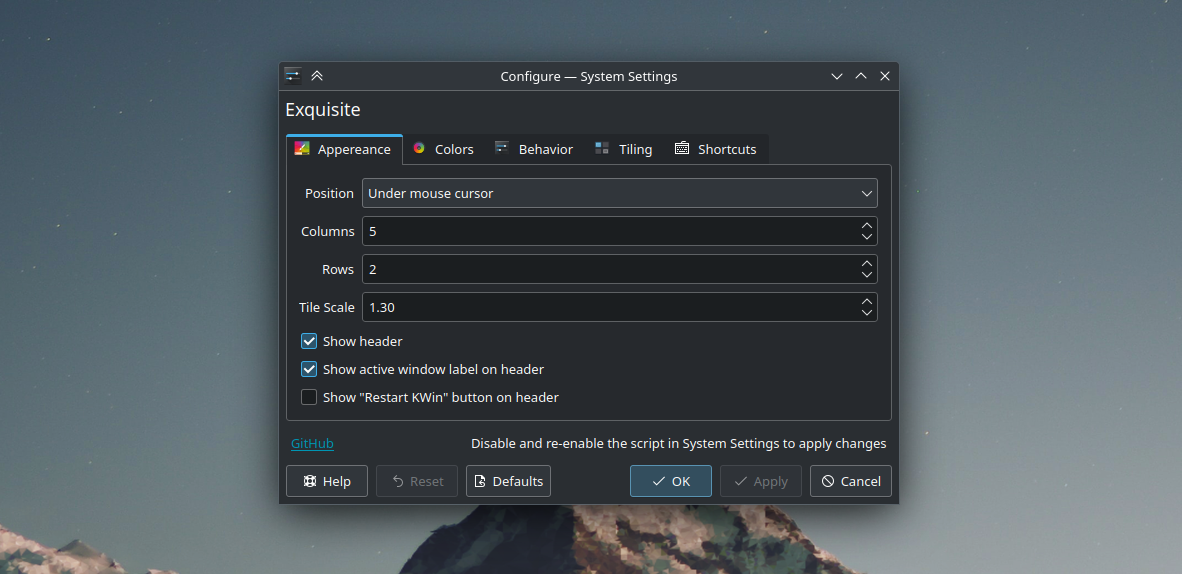 Configure — System Settings
Exquisite
Appereance Colors Behavior Tiling Shortcuts
Position Under mouse cursor
Columns 5
Rows 2
Tile Scale 1.30
Show header
Show active window label on header
Show "Restart KWin" button on header
GitHub Disable and re-enable the script in System Settings to apply changes
Help Reset Defaults OK Apply Cancel